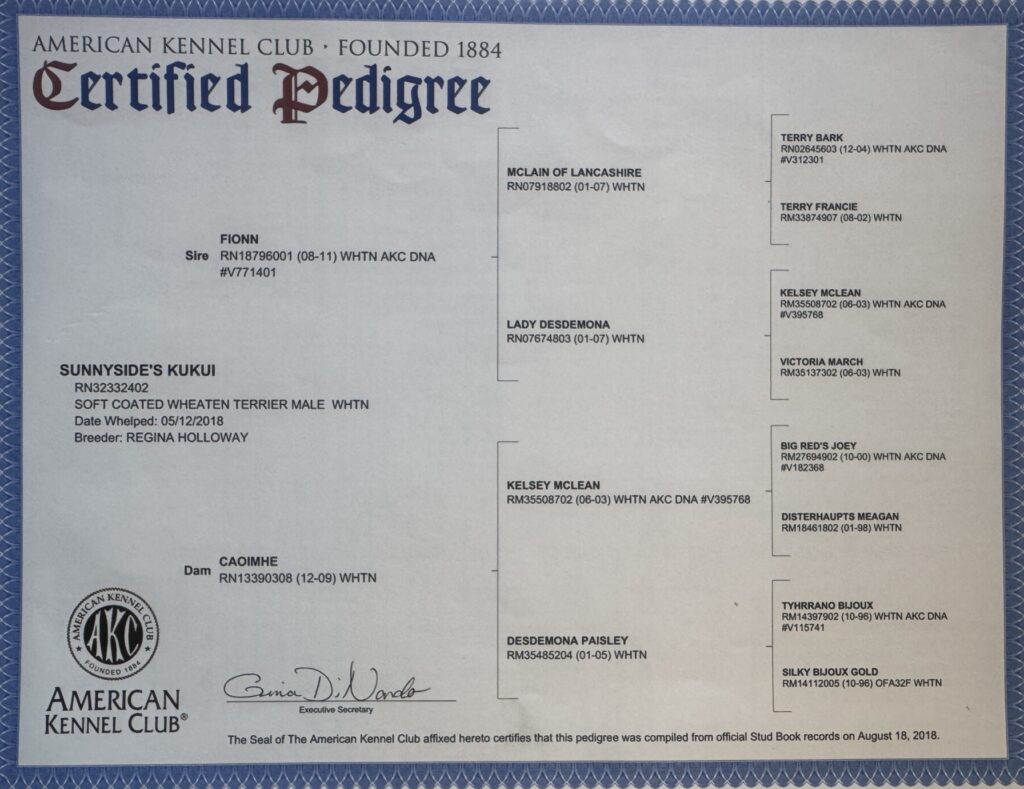 AMERICAN KENNEL CLUB · FOUNDED 1884
Certified Pedigree
TERRY BARK
RN02645603 (12-04) WHTN AKC DNA
#V312301
MCLAIN OF LANCASHIRE
RN07918802 (01-07) WHTN
TERRY FRANCIE
RM33874907 (08-02) WHTN
FIONN
Sire RN18796001 (08-11) WHTN AKC DNA
#V771401
KELSEY MCLEAN
RM35508702 (06-03) WHTN AKC DNA
#V395768
LADY DESDEMONA
RN07674803 (01-07) WHTN
VICTORIA MARCH
RM35137302 (06-03) WHTN
SUNNYSIDE'S KUKUI
RN32332402
SOFT COATED WHEATEN TERRIER MALE WHTN
Date Whelped: 05/12/2018
Breeder: REGINA HOLLOWAY
BIG RED'S JOEY
RM27694902 (10-00) WHTN AKC DNA
#V182368
KELSEY MCLEAN
RM35508702 (06-03) WHTN AKC DNA #V395768
DISTERHAUPTS MEAGAN
RM18461802 (01-98) WHTN
CAOIMHE
Dam RN13390308 (12-09) WHTN
TYHRRANO BIJOUX
RM14397902 (10-96) WHTN AKC DNA
#V115741
DESDEMONA PAISLEY
RM35485204 (01-05) WHTN
SILKY BIJOUX GOLD
RM14112005 (10-96) OFA32F WHTN
AMERICAN KENNEL CLUB
AKC
FOUNDED 1884
AMERICAN
KENNEL CLUB®
Gina DiNardo
Executive Secretary
The Seal of The American Kennel Club affixed hereto certifies that this pedigree was compiled from official Stud Book records on August 18, 2018.